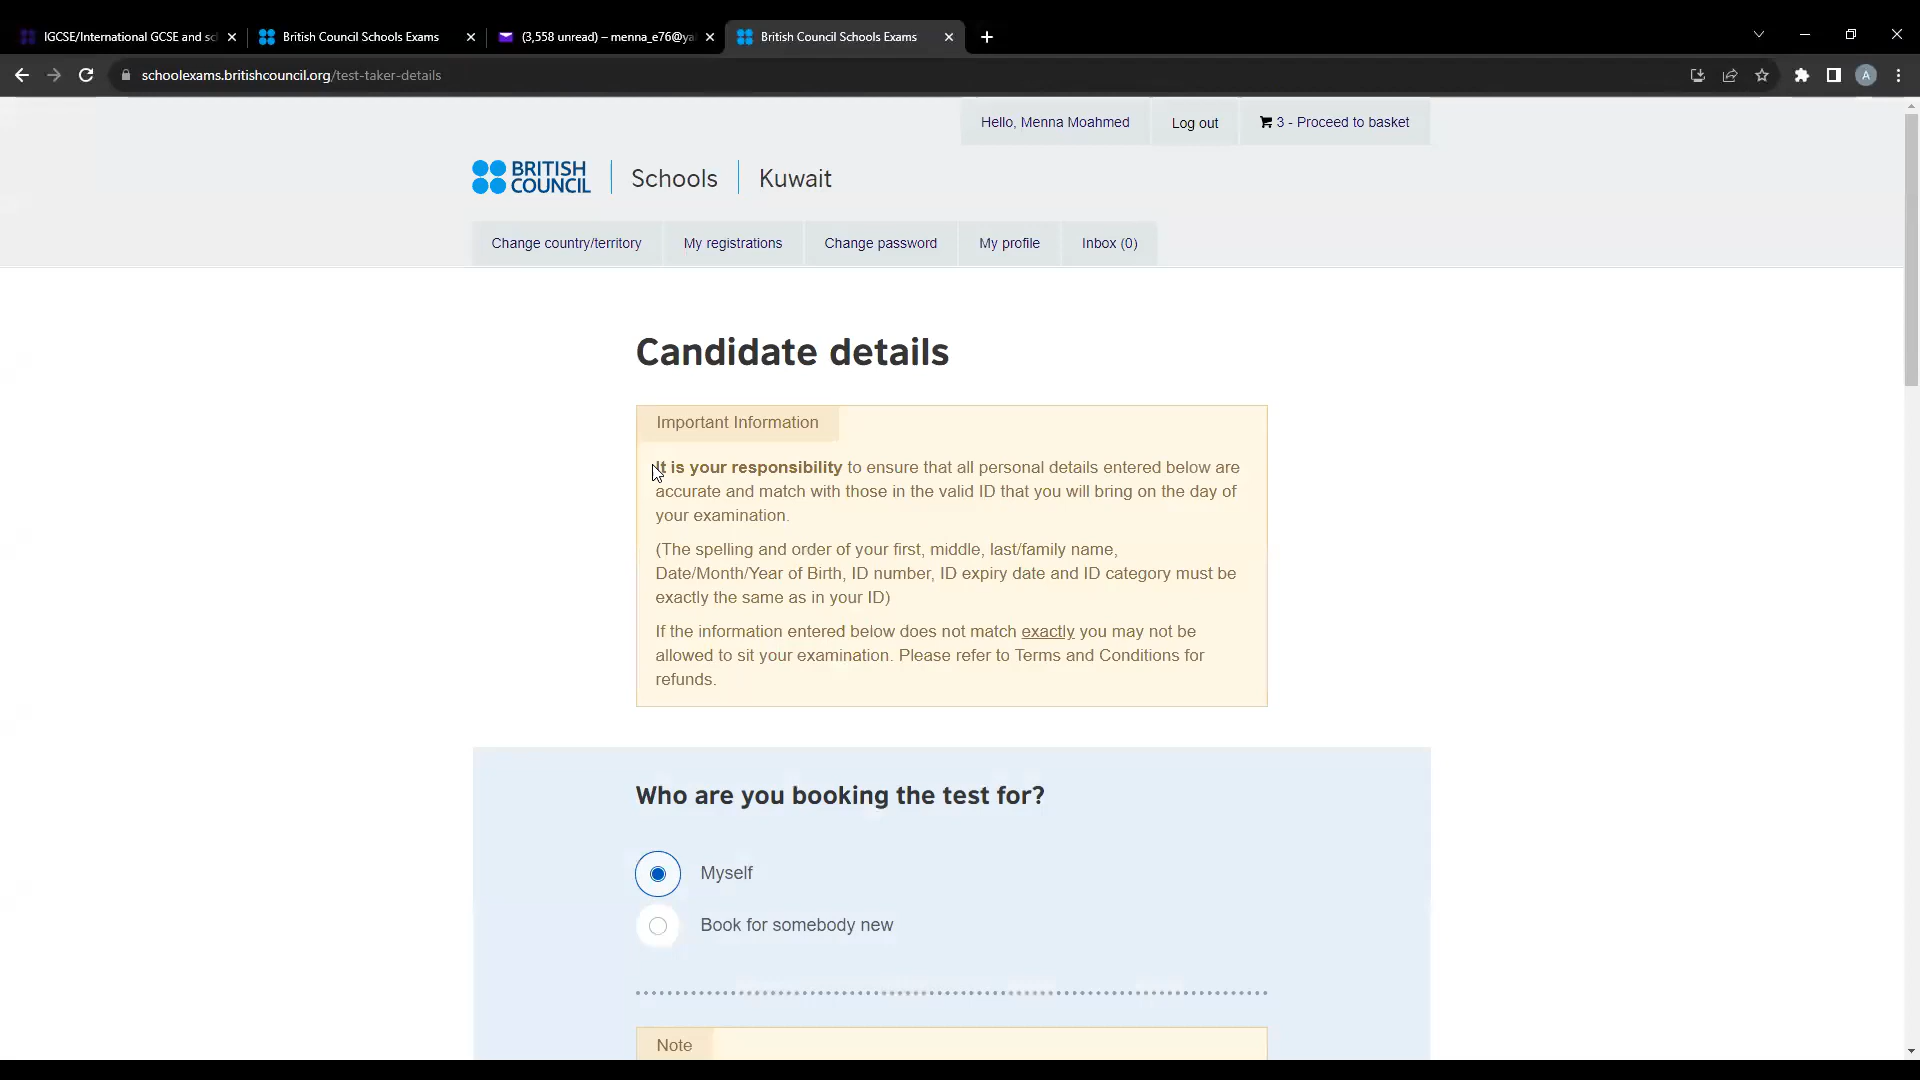 IGCSE/International GCSE and sc
British Council Schools Exams
(3,558 unread) – menna_e76@ya
British Council Schools Exams
schoolexams.britishcouncil.org/test-taker-details
A
Hello, Menna Moahmed
Log out
3 - Proceed to basket
BRITISH
COUNCIL
Schools
Kuwait
Change country/territory
My registrations
Change password
My profile
Inbox (0)
Candidate details
Important Information
It is your responsibility to ensure that all personal details entered below are
accurate and match with those in the valid ID that you will bring on the day of
your examination.
(The spelling and order of your first, middle, last/family name,
Date/Month/Year of Birth, ID number, ID expiry date and ID category must be
exactly the same as in your ID)
If the information entered below does not match exactly you may not be
allowed to sit your examination. Please refer to Terms and Conditions for
refunds.
Who are you booking the test for?
Myself
Book for somebody new
Note